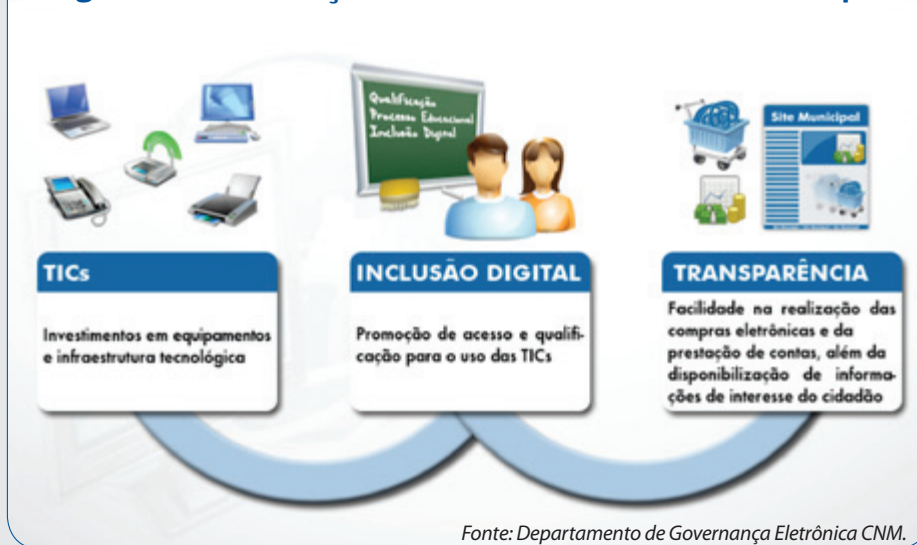 Qualificação
Processo Educacional
Inclusão Digital
Site Municipal
TICs
Investimentos em equipamentos
e infraestrutura tecnológica
INCLUSÃO DIGITAL
Promoção de acesso e qualifi-
cação para o uso das TICs
TRANSPARÊNCIA
Facilidade na realização das
compras eletrônicas e da
prestação de contas, além da
disponibilização de informa-
ções de interesse do cidadão
Fonte: Departamento de Governança Eletrônica CNM.